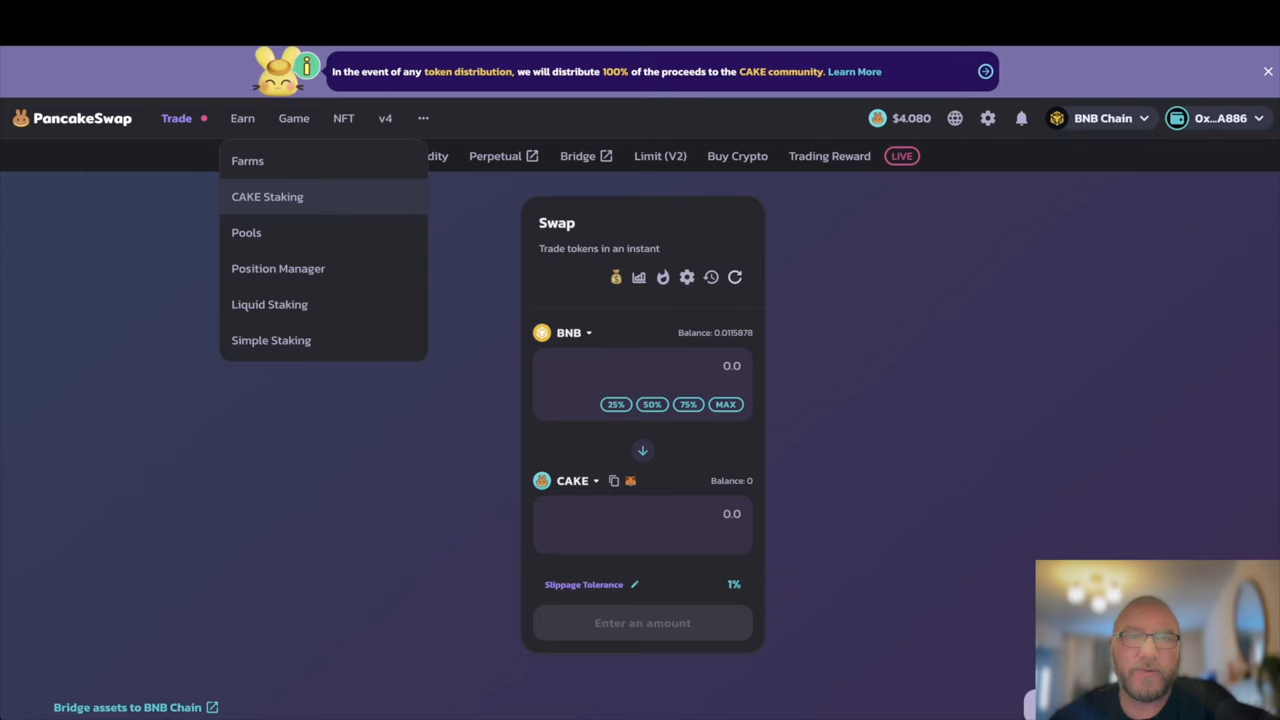 In the event of any token distribution, we will distribute 100% of the proceeds to the CAKE community. Learn More
PancakeSwap
Trade
Earn
Game
NFT
v4
$4.080
BNB Chain
0x...A886
Farms
CAKE Staking
Pools
Position Manager
Liquid Staking
Simple Staking
dity
Perpetual
Bridge
Limit (V2)
Buy Crypto
Trading Reward
LIVE
Swap
Trade tokens in an instant
BNB
Balance: 0.0115878
0.0
25%
50%
75%
MAX
CAKE
Balance: 0
0.0
Slippage Tolerance
1%
Enter an amount
Bridge assets to BNB Chain